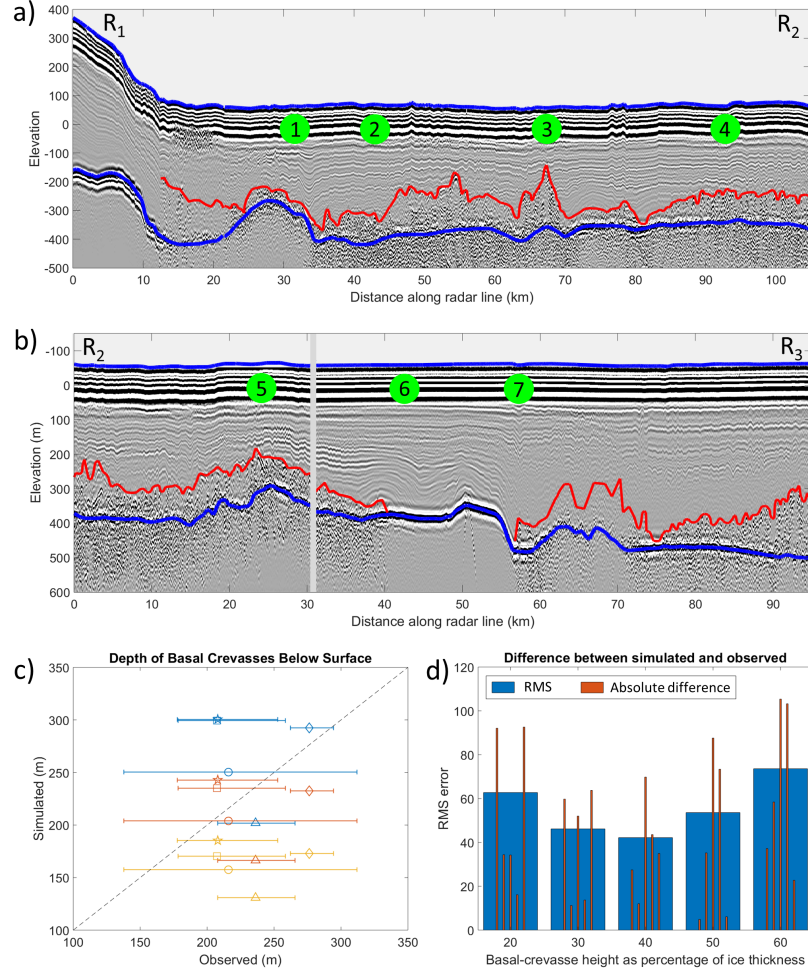 a)
R1
R2
400
300
200
100
0
-100
-200
-300
-400
-500
Elevation
1
2
3
4
0 10 20 30 40 50 60 70 80 90 100
Distance along radar line (km)
b)
R2
R3
-100
0
100
200
300
400
500
600
Elevation (m)
5
6
7
0 10 20 30 40 50 60 70 80 90
Distance along radar line (km)
c)
Depth of Basal Crevasses Below Surface
350
300
250
200
150
100
Simulated (m)
100 150 200 250 300 350
Observed (m)
d)
Difference between simulated and observed
RMS Absolute difference
120
100
80
60
40
20
0
RMS error
20 30 40 50 60
Basal-crevasse height as percentage of ice thickness